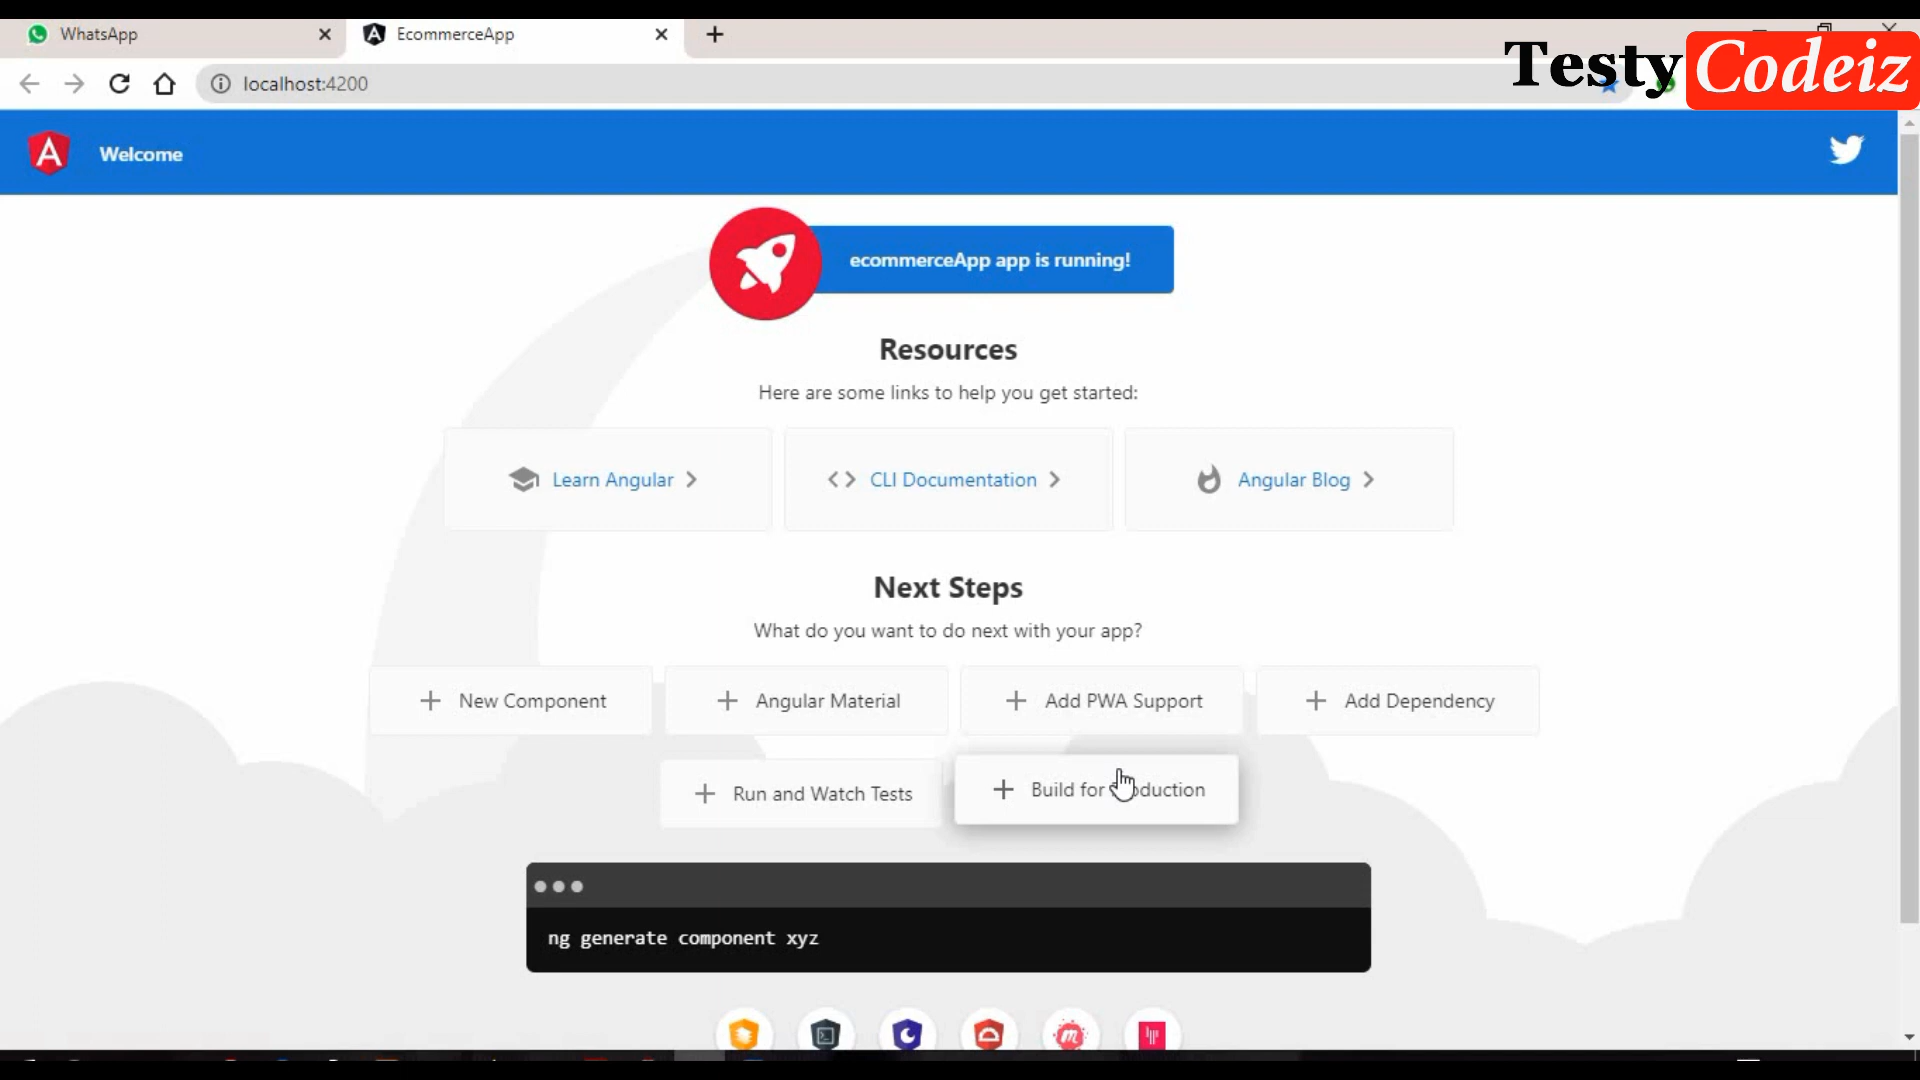 WhatsApp
EcommerceApp
Testy Codeiz
localhost:4200
Welcome
ecommerceApp app is running!
Resources
Here are some links to help you get started:
Learn Angular
CLI Documentation
Angular Blog
Next Steps
What do you want to do next with your app?
New Component
Angular Material
Add PWA Support
Add Dependency
Run and Watch Tests
Build for
ng generate component xyz